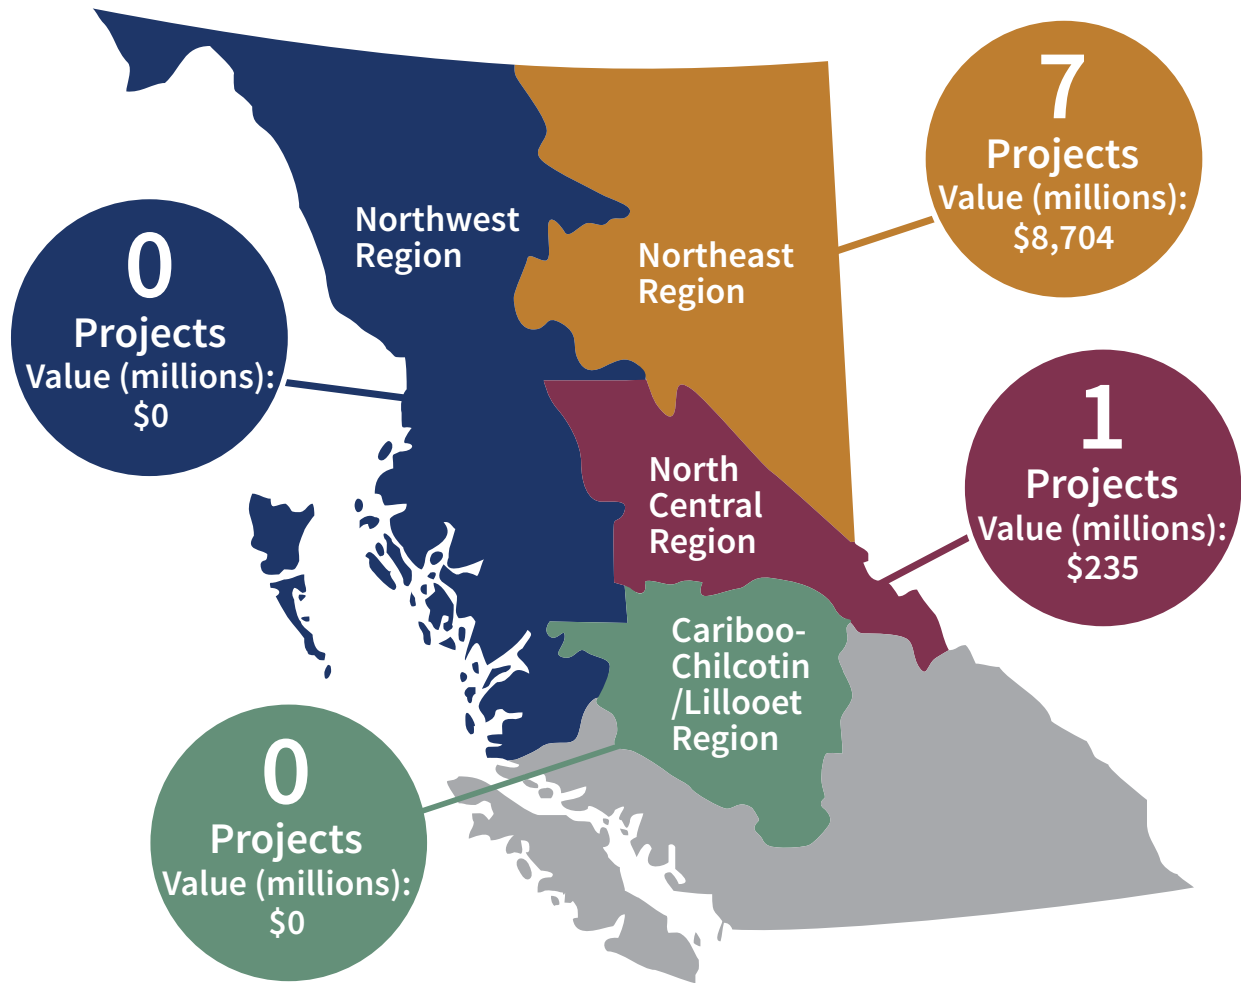 7
Projects
Value (millions):
$8,704
Northwest
Region
0
Projects
Value (millions):
$0
Northeast
Region
1
Projects
Value (millions):
$235
North
Central
Region
Cariboo-
Chilcotin
/Lillooet
Region
0
Projects
Value (millions):
$0